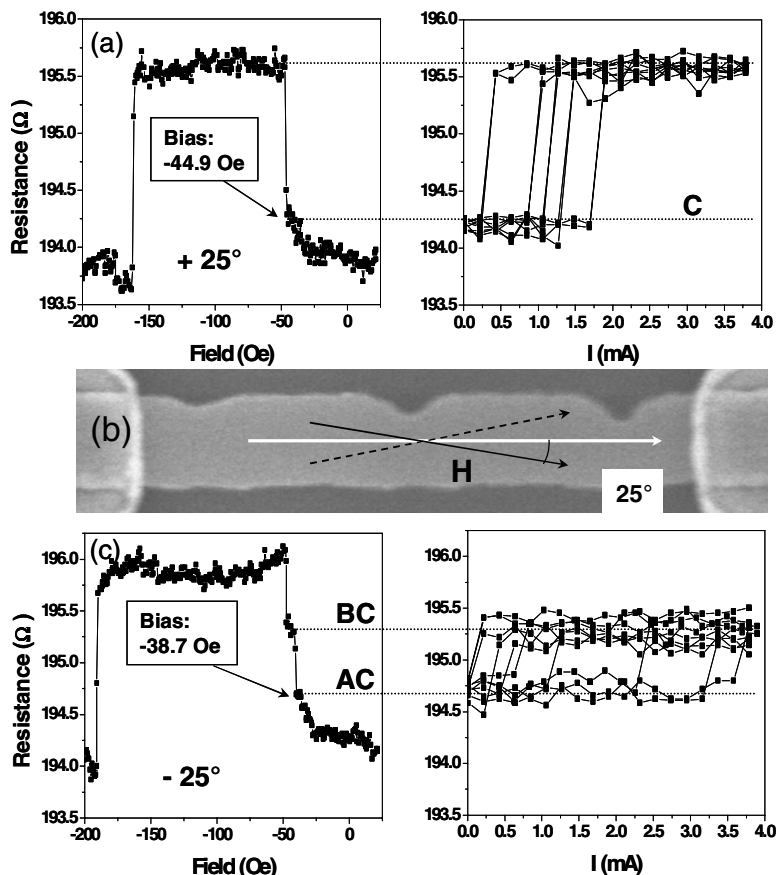 (a)
196.0
195.5
195.0
194.5
194.0
193.5
Resistance (Ω)
Bias:
-44.9 Oe
+ 25°
-200 -150 -100 -50 0
Field (Oe)
196.0
195.5
195.0
194.5
194.0
193.5
C
0.0 0.5 1.0 1.5 2.0 2.5 3.0 3.5 4.0
I (mA)
(b)
H
25°
(c)
196.0
195.5
195.0
194.5
194.0
193.5
Resistance (Ω)
Bias:
-38.7 Oe
BC
AC
- 25°
-200 -150 -100 -50 0
Field (Oe)
196.0
195.5
195.0
194.5
194.0
193.5
0.0 0.5 1.0 1.5 2.0 2.5 3.0 3.5 4.0
I (mA)